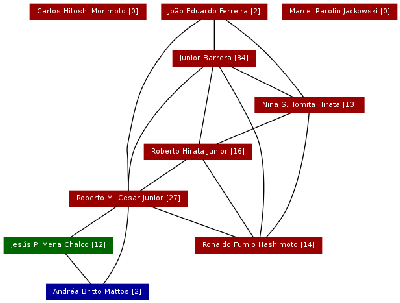 Carlos Hitoshi Morimoto [0]
João Eduardo Ferreira [2]
Marcel Parolin Jackowski [0]
Junior Barrera [34]
Nina S. Tomita Hirata [13]
Roberto Hirata Junior [16]
Roberto M. Cesar Junior [27]
Jesús P. Mena-Chalco [12]
Ronaldo Fumio Hashimoto [14]
Andréa Britto Mattos [2]